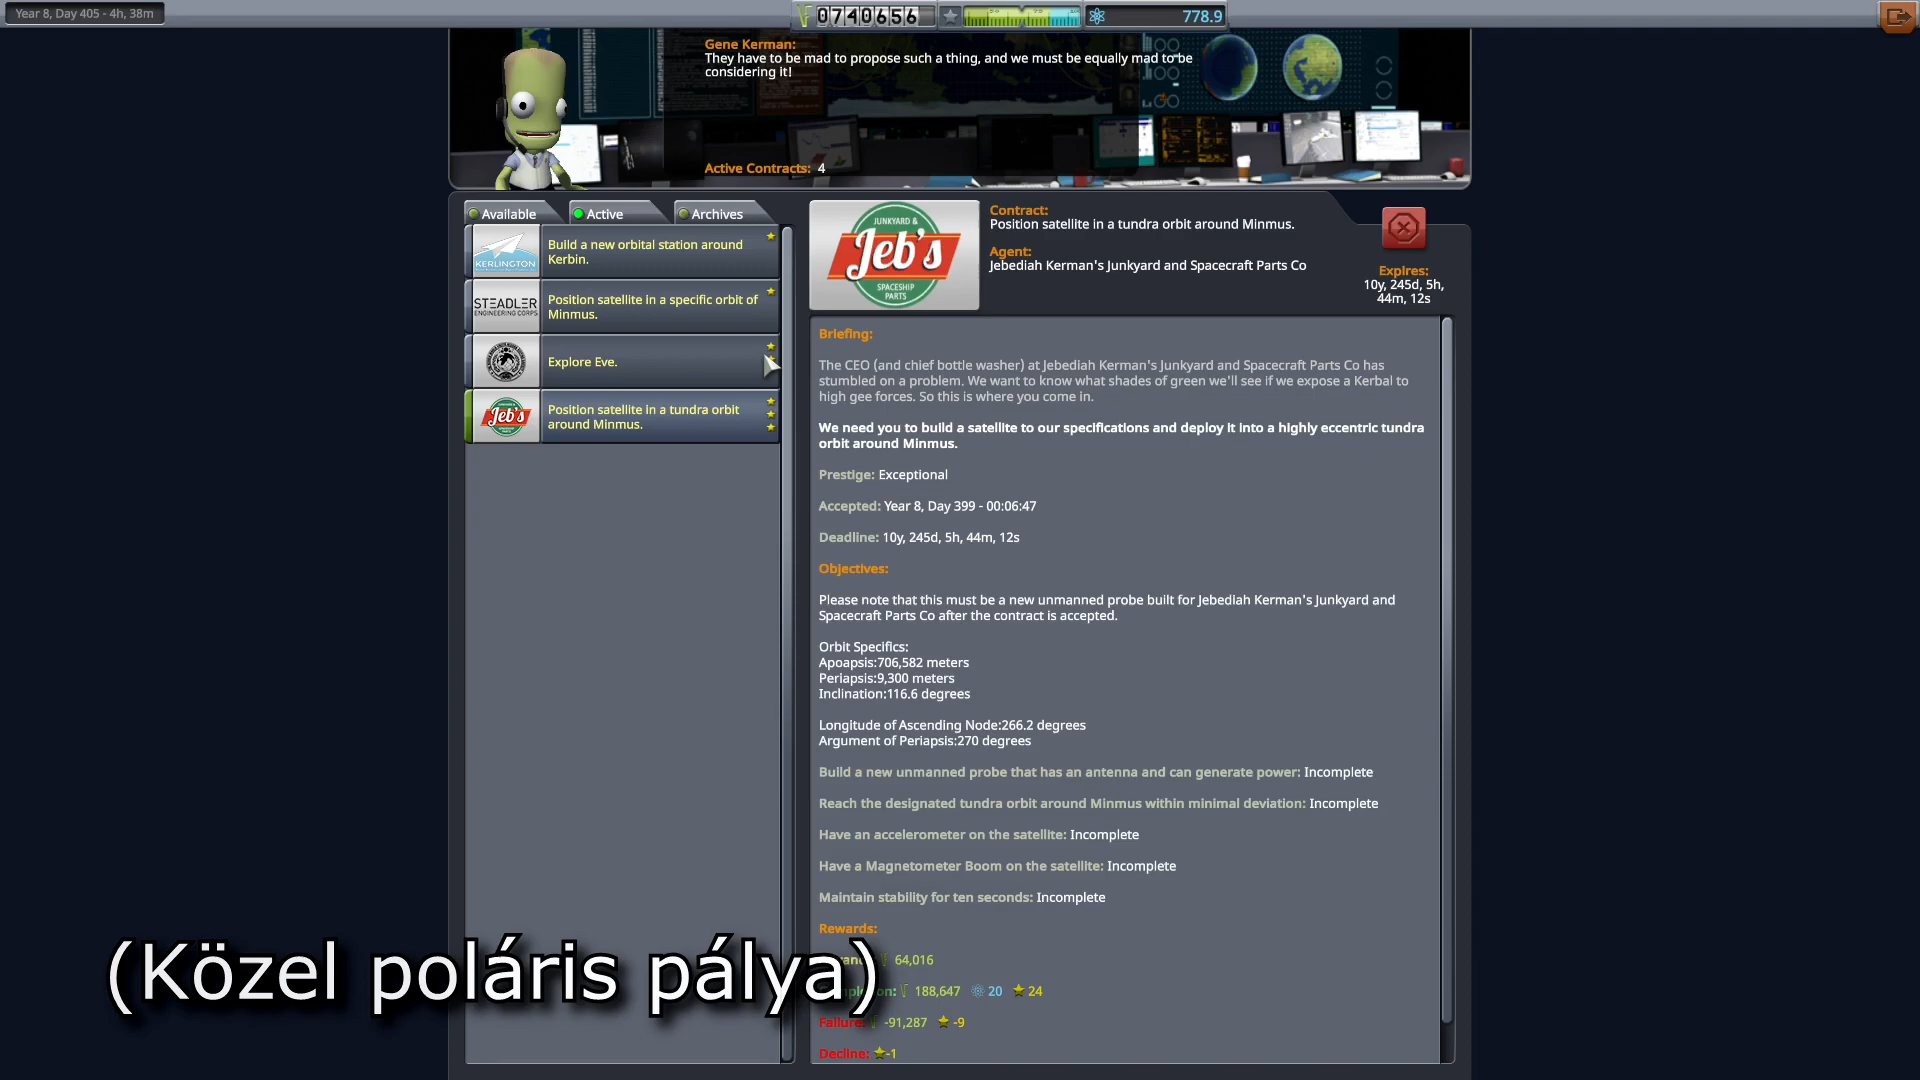 Year 8, Day 405 - 4h, 38m
0740656
778.9
Gene Kerman:
They have to be mad to propose such a thing, and we must be equally mad to be
considering it!
Active Contracts: 4
Available
Active
Archives
KERLINGTON
Build a new orbital station around
Kerbin.
STEADLER
ENGINEERING CORPS
Position satellite in a specific orbit of
Minmus.
Explore Eve.
Jeb's
Position satellite in a tundra orbit
around Minmus.
JUNKYARD &
Jeb's
SPACESHIP
PARTS
Contract:
Position satellite in a tundra orbit around Minmus.
Agent:
Jebediah Kerman's Junkyard and Spacecraft Parts Co
Expires:
10y, 245d, 5h,
44m, 12s
Briefing:
The CEO (and chief bottle washer) at Jebediah Kerman's Junkyard and Spacecraft Parts Co has
stumbled on a problem. We want to know what shades of green we'll see if we expose a Kerbal to
high gee forces. So this is where you come in.
We need you to build a satellite to our specifications and deploy it into a highly eccentric tundra
orbit around Minmus.
Prestige: Exceptional
Accepted: Year 8, Day 399 - 00:06:47
Deadline: 10y, 245d, 5h, 44m, 12s
Objectives:
Please note that this must be a new unmanned probe built for Jebediah Kerman's Junkyard and
Spacecraft Parts Co after the contract is accepted.
Orbit Specifics:
Apoapsis:706,582 meters
Periapsis:9,300 meters
Inclination:116.6 degrees
Longitude of Ascending Node:266.2 degrees
Argument of Periapsis:270 degrees
Build a new unmanned probe that has an antenna and can generate power: Incomplete
Reach the designated tundra orbit around Minmus within minimal deviation: Incomplete
Have an accelerometer on the satellite: Incomplete
Have a Magnetometer Boom on the satellite: Incomplete
Maintain stability for ten seconds: Incomplete
Rewards:
64,016
188,647 20 24
Failure: -91,287 -9
Decline: -1
(Közel poláris pálya)